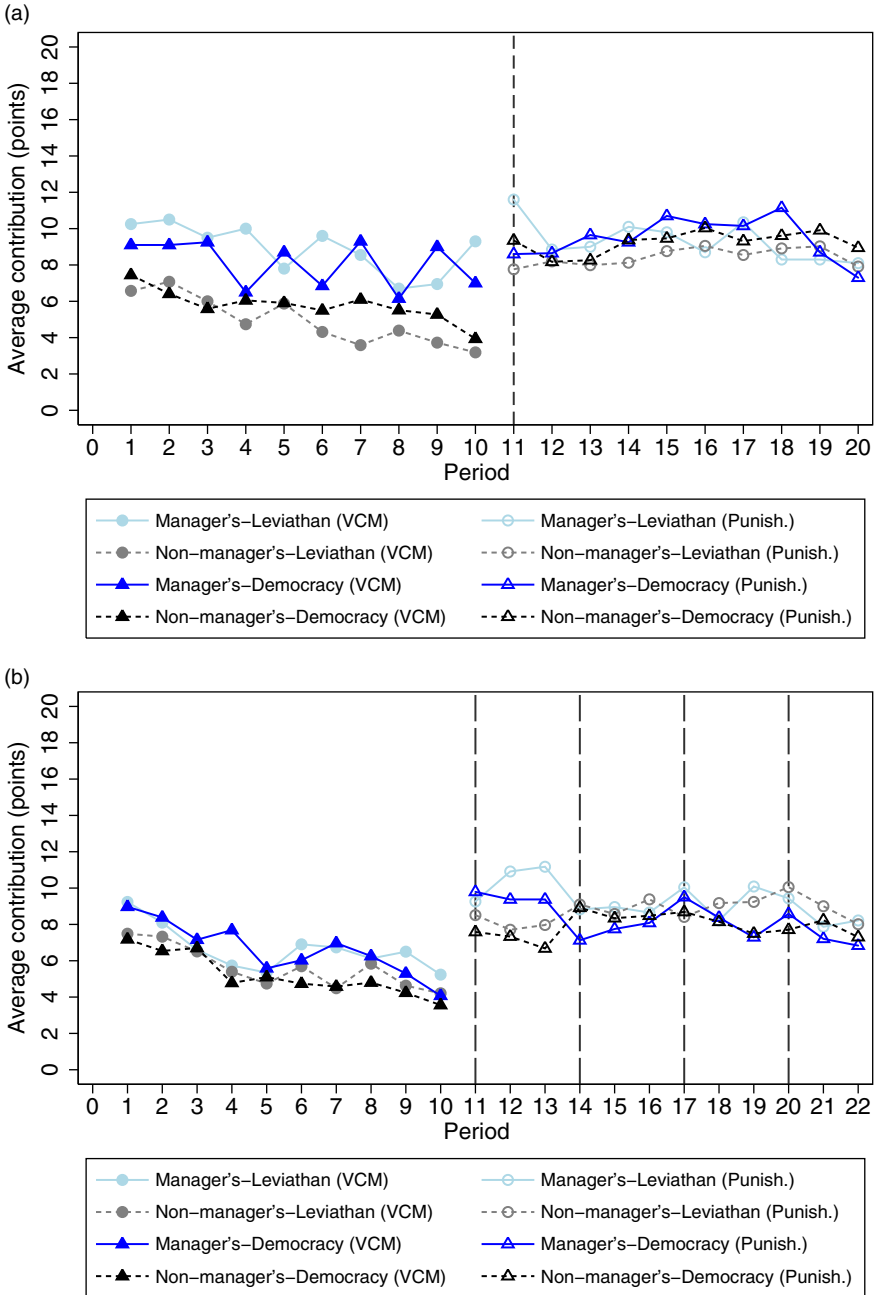 (a)
Average contribution (points)
20
18
16
14
12
10
8
6
4
2
0
0 1 2 3 4 5 6 7 8 9 10 11 12 13 14 15 16 17 18 19 20
Period
Manager's−Leviathan (VCM) Manager's−Leviathan (Punish.)
Non−manager's−Leviathan (VCM) Non−manager's−Leviathan (Punish.)
Manager's−Democracy (VCM) Manager's−Democracy (Punish.)
Non−manager's−Democracy (VCM) Non−manager's−Democracy (Punish.)
(b)
Average contribution (points)
20
18
16
14
12
10
8
6
4
2
0
0 1 2 3 4 5 6 7 8 9 10 11 12 13 14 15 16 17 18 19 20 21 22
Period
Manager's−Leviathan (VCM) Manager's−Leviathan (Punish.)
Non−manager's−Leviathan (VCM) Non−manager's−Leviathan (Punish.)
Manager's−Democracy (VCM) Manager's−Democracy (Punish.)
Non−manager's−Democracy (VCM) Non−manager's−Democracy (Punish.)